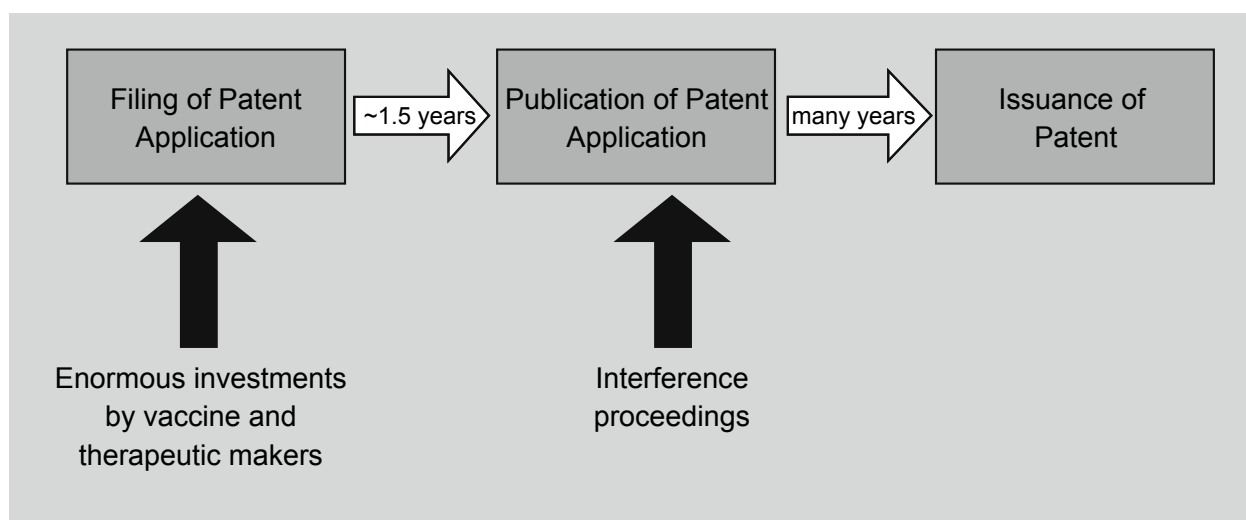 Filing of Patent
Application
~1.5 years
Publication of Patent
Application
many years
Issuance of
Patent
Enormous investments
by vaccine and
therapeutic makers
Interference
proceedings